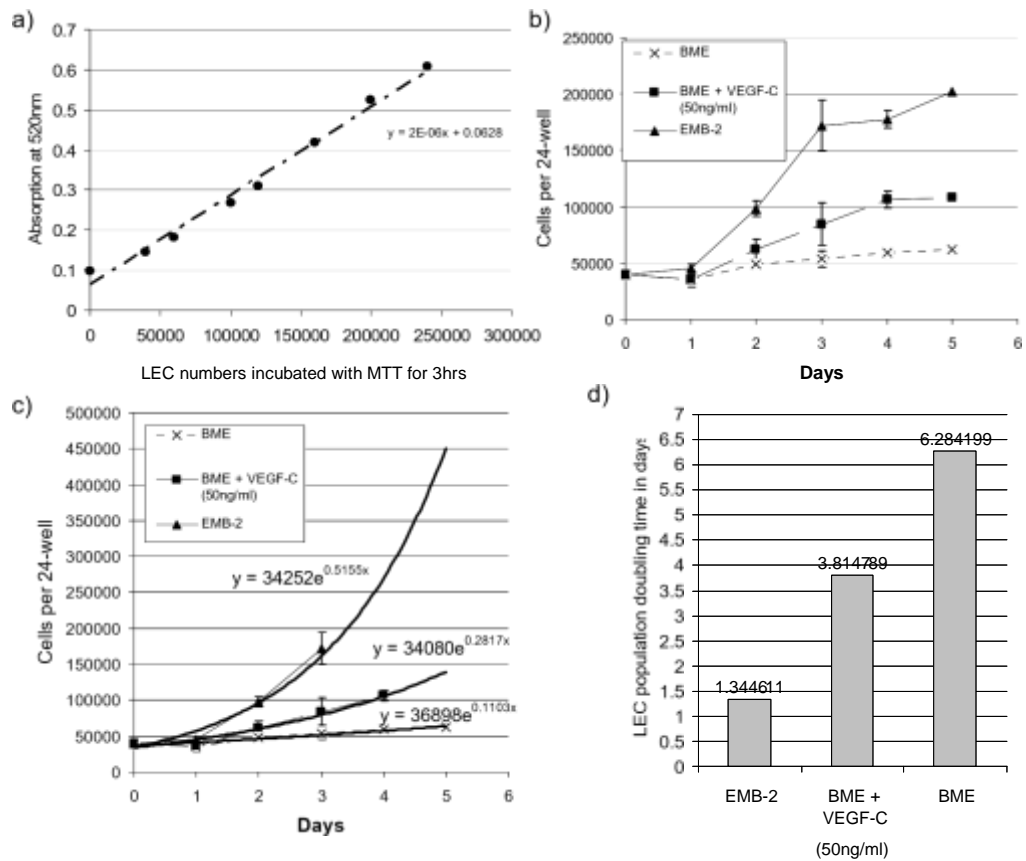 a)
0.7
0.6
0.5
0.4
0.3
0.2
0.1
0
Absorption at 520nm
y = 2E-06x + 0.0628
0 50000 100000 150000 200000 250000 300000
LEC numbers incubated with MTT for 3hrs
b)
250000
200000
150000
100000
50000
0
Cells per 24-well
BME
BME + VEGF-C
(50ng/ml)
EMB-2
0 1 2 3 4 5 6
Days
c)
500000
450000
400000
350000
300000
250000
200000
150000
100000
50000
0
Cells per 24-well
BME
BME + VEGF-C
(50ng/ml)
EMB-2
y = 34252e^0.5155x
y = 34080e^0.2817x
y = 36898e^0.1103x
0 1 2 3 4 5 6
Days
d)
7
6.5
6
5.5
5
4.5
4
3.5
3
2.5
2
1.5
1
0.5
0
LEC population doubling time in days
1.344611
3.814789
6.284199
EMB-2 BME + BME
VEGF-C
(50ng/ml)